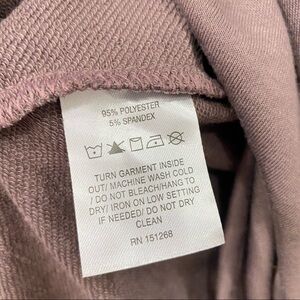 95% POLYESTER
5% SPANDEX
TURN GARMENT INSIDE
OUT/ MACHINE WASH COLD
/ DO NOT BLEACH/HANG TO
DRY/ IRON ON LOW SETTING
IF NEEDED/ DO NOT DRY
CLEAN
RN 151268